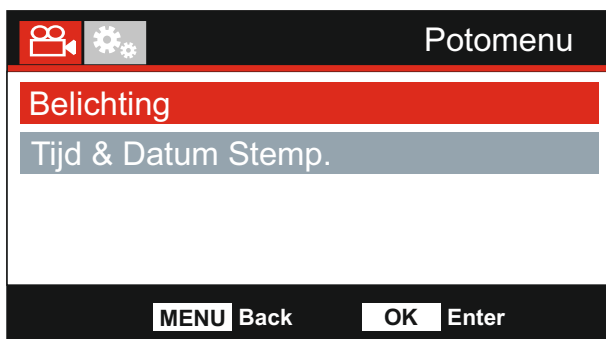 Potomenu
Belichting
Tijd & Datum Stemp.
MENU Back OK Enter